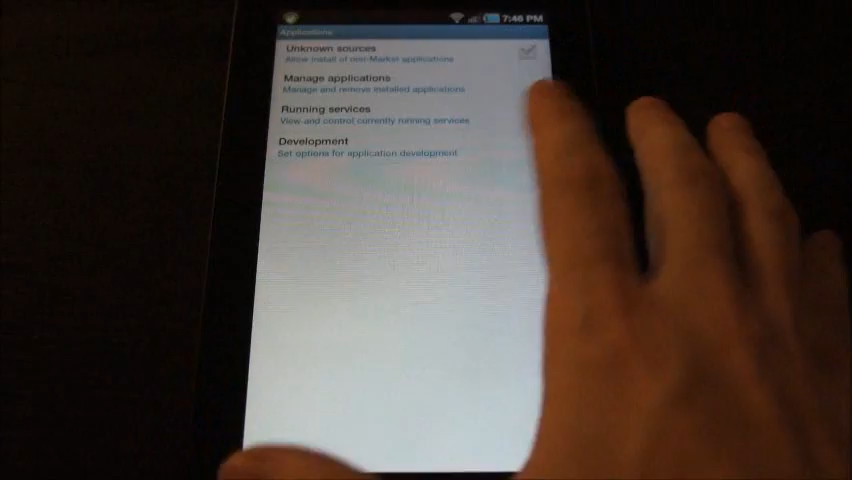 7:46 PM
Applications
Unknown sources
Allow install of non-Market applications
Manage applications
Manage and remove installed applications
Running services
View and control currently running services
Development
Set options for application development